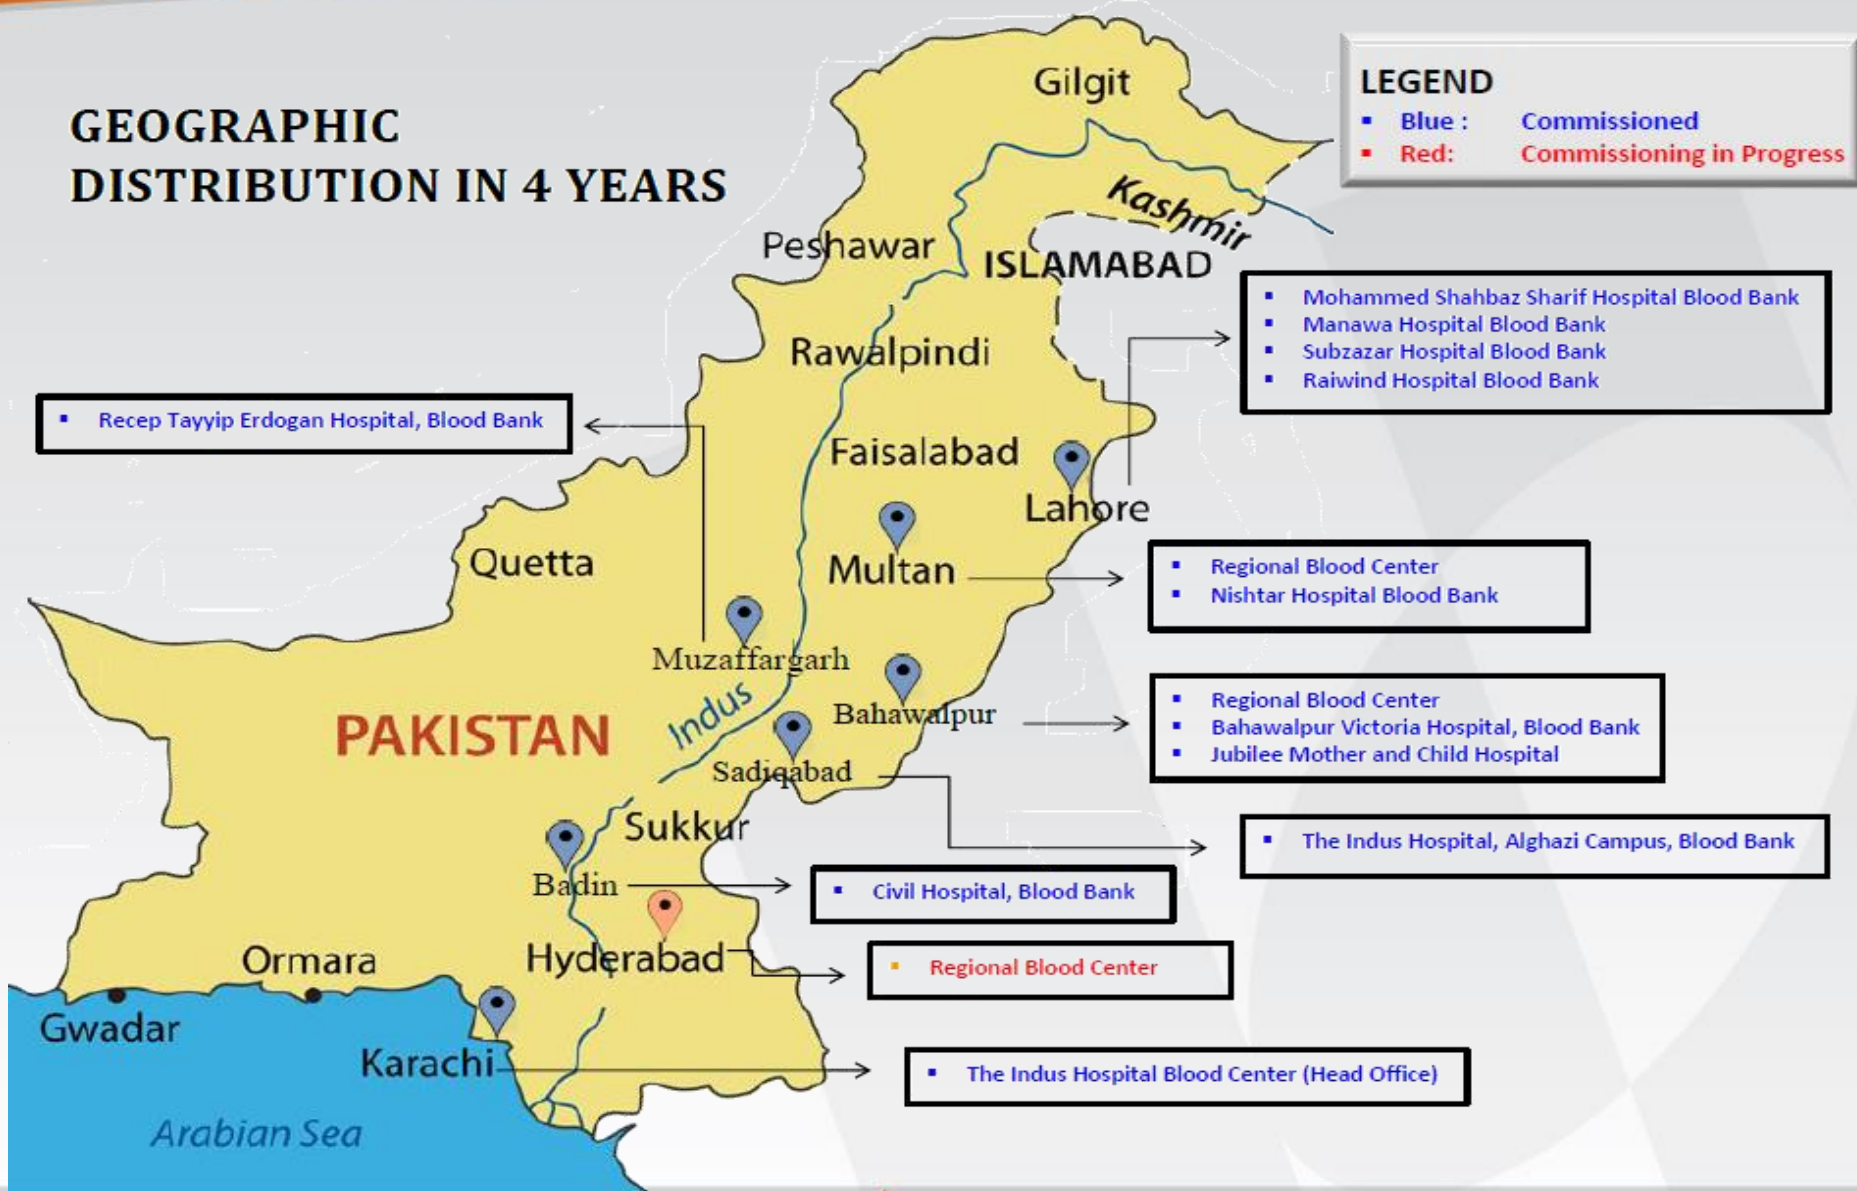 GEOGRAPHIC
DISTRIBUTION IN 4 YEARS
LEGEND
▪ Blue : Commissioned
▪ Red: Commissioning in Progress
Gilgit
Kashmir
Peshawar
ISLAMABAD
▪ Mohammed Shahbaz Sharif Hospital Blood Bank
▪ Manawa Hospital Blood Bank
▪ Subzazar Hospital Blood Bank
▪ Raiwind Hospital Blood Bank
Rawalpindi
▪ Recep Tayyip Erdogan Hospital, Blood Bank
Faisalabad
Lahore
Quetta
Multan
▪ Regional Blood Center
▪ Nishtar Hospital Blood Bank
Muzaffargarh
Indus
Bahawalpur
▪ Regional Blood Center
▪ Bahawalpur Victoria Hospital, Blood Bank
▪ Jubilee Mother and Child Hospital
PAKISTAN
Sadiqabad
Sukkur
▪ The Indus Hospital, Alghazi Campus, Blood Bank
Badin
▪ Civil Hospital, Blood Bank
Ormara
Hyderabad
▪ Regional Blood Center
Gwadar
Karachi
▪ The Indus Hospital Blood Center (Head Office)
Arabian Sea